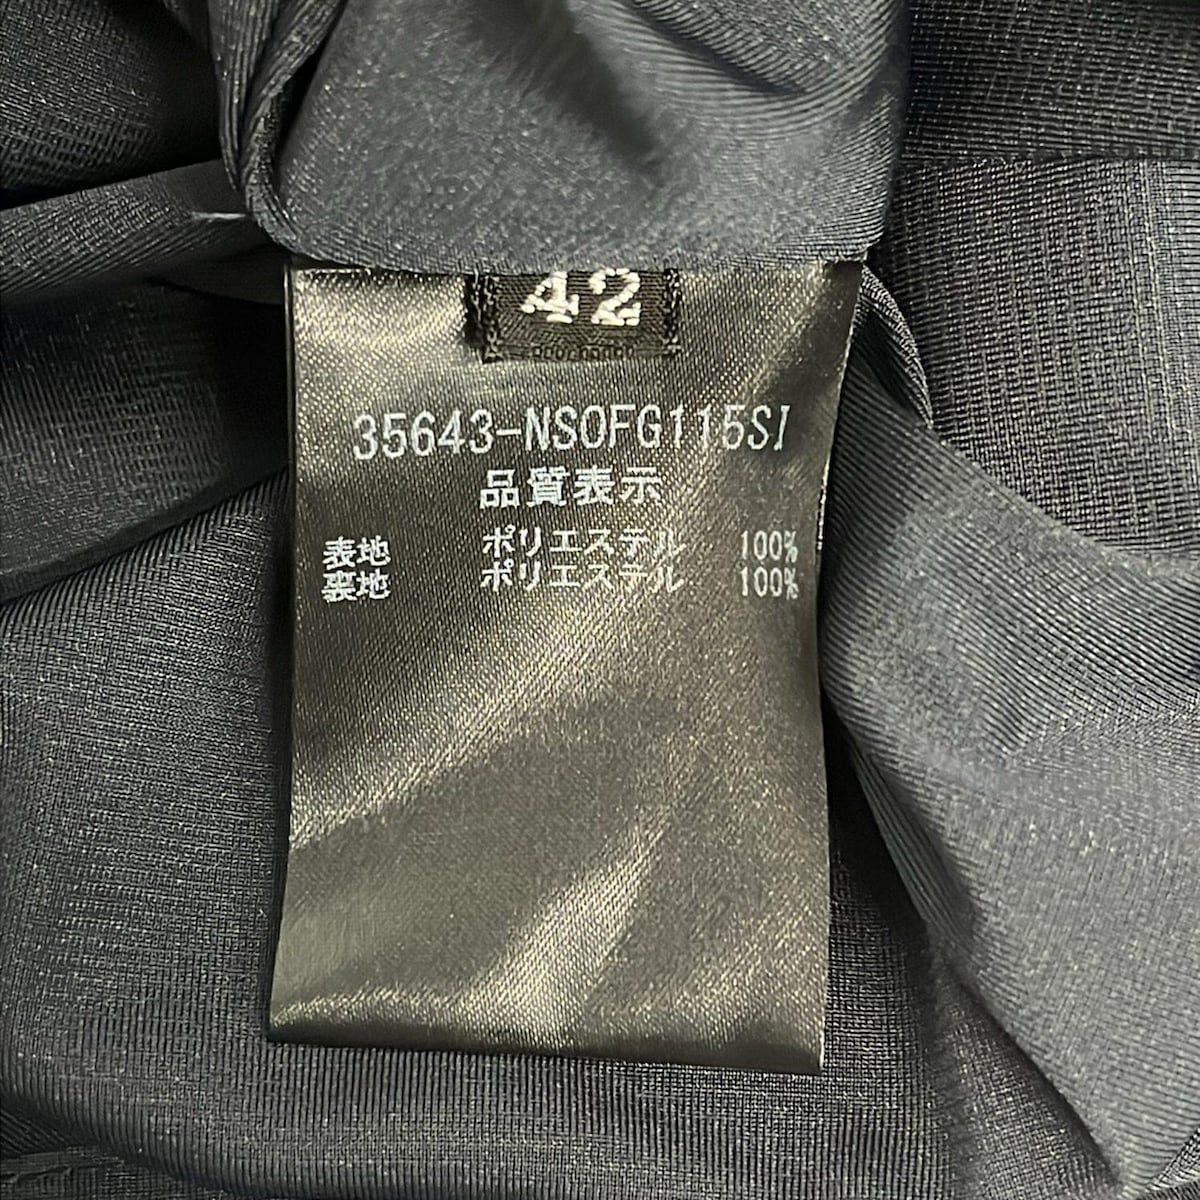 42
35643-NSOFG115SI
品質表示
表地 ポリエステル 100%
裏地 ポリエステル 100%